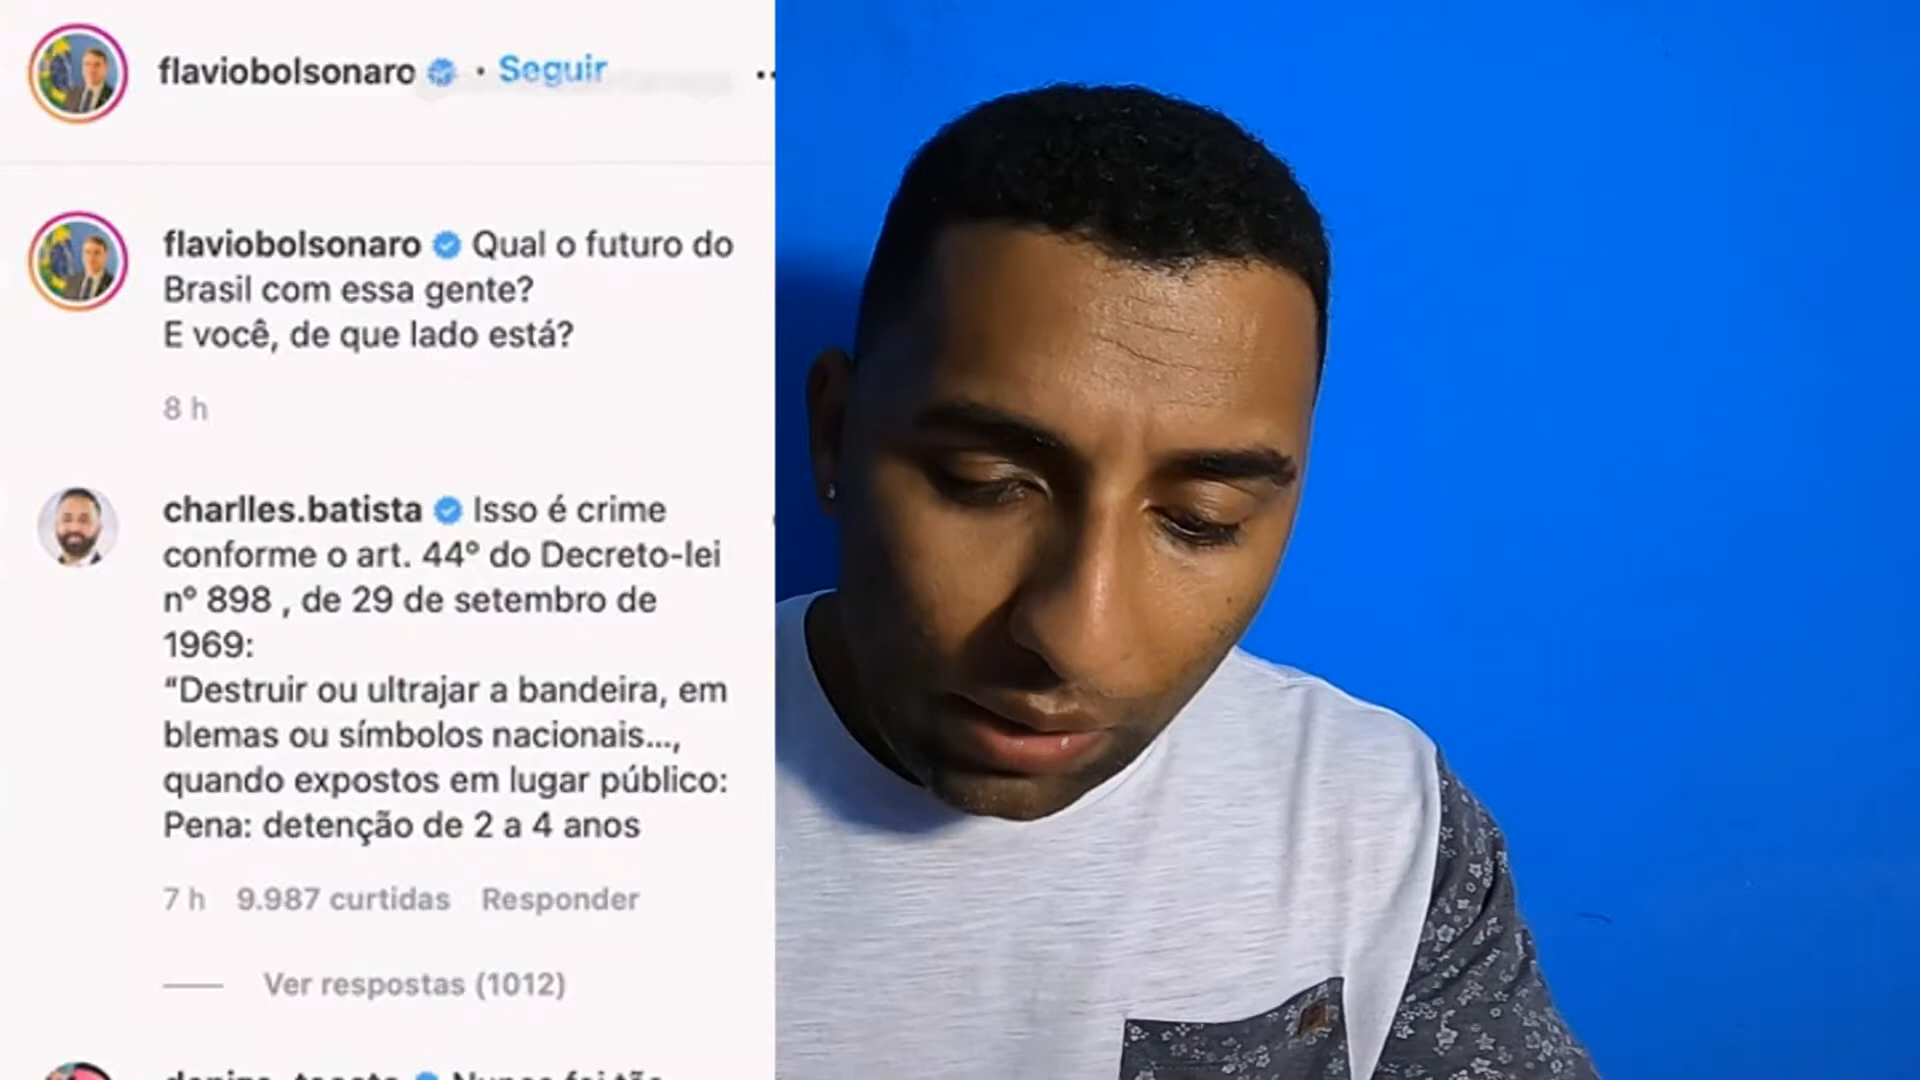 flaviobolsonaro • Seguir
flaviobolsonaro Qual o futuro do
Brasil com essa gente?
E você, de que lado está?
8 h
charlles.batista Isso é crime
conforme o art. 44º do Decreto-lei
nº 898 , de 29 de setembro de
1969:
“Destruir ou ultrajar a bandeira, em
blemas ou símbolos nacionais...,
quando expostos em lugar público:
Pena: detenção de 2 a 4 anos
7 h 9.987 curtidas Responder
Ver respostas (1012)